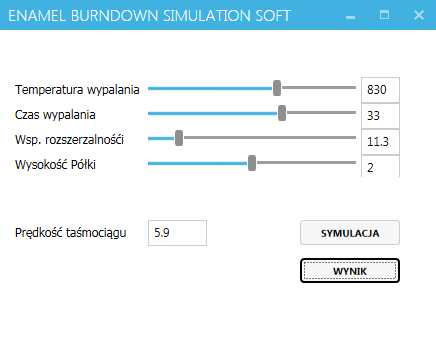 ENAMEL BURNDOWN SIMULATION SOFT
Temperatura wypalania 830
Czas wypalania 33
Wsp. rozszerzalnośći 11.3
Wysokość Półki 2
Prędkość taśmociągu 5.9 SYMULACJA
WYNIK